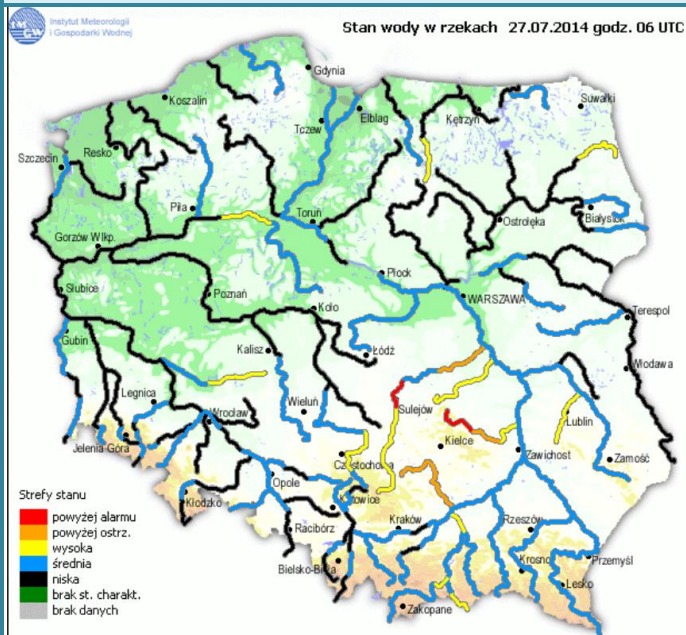 Instytut Meteorologii
i Gospodarki Wodnej
Stan wody w rzekach 27.07.2014 godz. 06 UTC
Gdynia
Koszalin
Suwałki
Elbląg
Kętrzyn
Tczew
Resko
Szczecin
Piła
Toruń
Ostrołęka
Białystok
Gorzów Wlkp.
Płock
Słubice
Poznań
WARSZAWA
Koło
Terespol
Gubin
Kalisz
Łódź
Włodawa
Legnica
Wieluń
Sulejów
Wrocław
Lublin
Kielce
Jelenia Góra
Częstochowa
Zawichost
Zamość
Opole
Strefy stanu
Kłodzko
Katowice
powyżej alarmu
Kraków
Rzeszów
powyżej ostrz.
Racibórz
wysoka
Przemyśl
średnia
Bielsko-Biała
Krosno
niska
Lesko
brak st. charakt.
Zakopane
brak danych